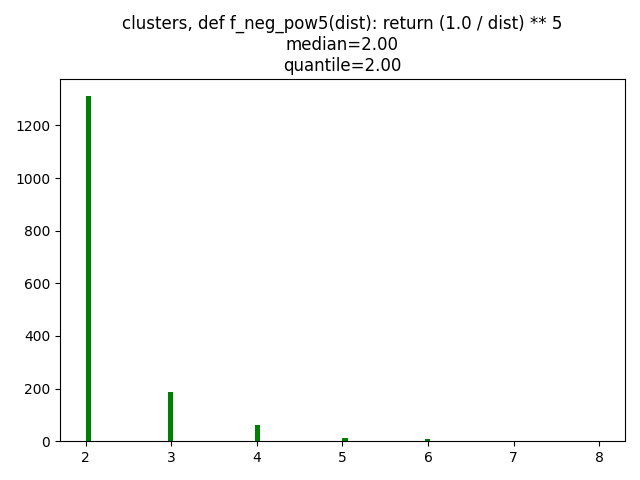 clusters, def f_neg_pow5(dist): return (1.0 / dist) ** 5
median=2.00
quantile=2.00
1200
1000
800
600
400
200
0
2 3 4 5 6 7 8